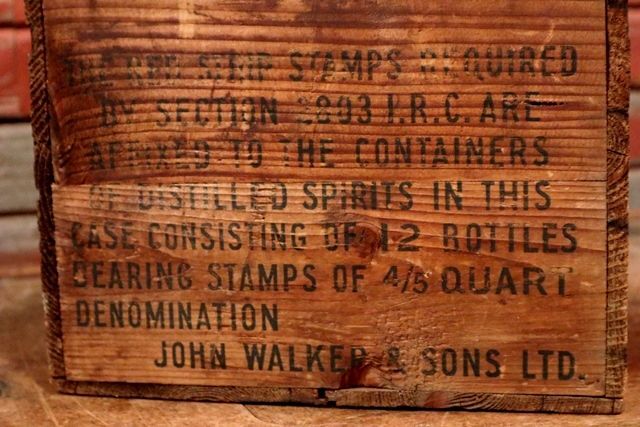 THE RED STRIP STAMPS REQUIRED
BY SECTION 2803 I.R.C. ARE
AFFIXED TO THE CONTAINERS
OF DISTILLED SPIRITS IN THIS
CASE CONSISTING OF 12 BOTTLES
BEARING STAMPS OF 4/5 QUART
DENOMINATION
JOHN WALKER & SONS LTD.